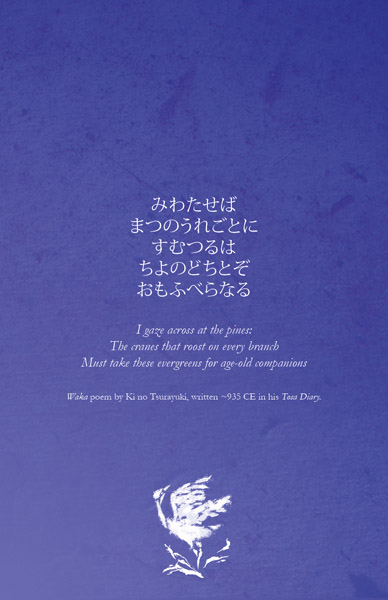 みわたせば
まつのうれごとに
すむつるは
ちよのどちとぞ
おもふべらなる
I gaze across at the pines:
The cranes that roost on every branch
Must take these evergreens for age-old companions
Waka poem by Ki no Tsurayuki, written ~935 CE in his Tosa Diary.